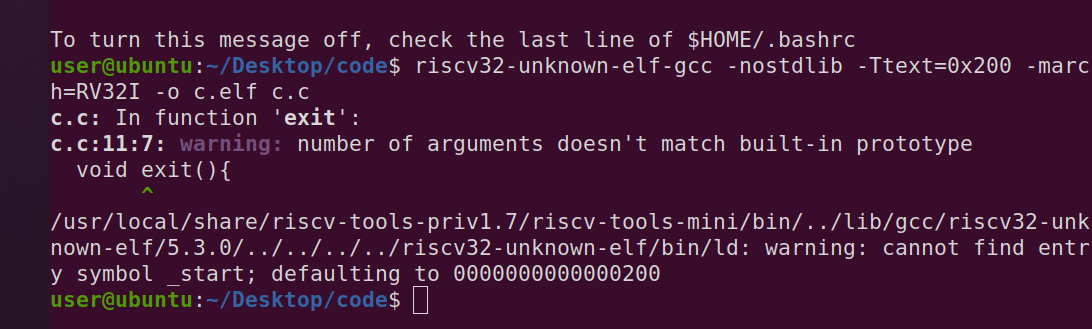 To turn this message off, check the last line of $HOME/.bashrc
user@ubuntu:~/Desktop/code$ riscv32-unknown-elf-gcc -nostdlib -Ttext=0x200 -marc
h=RV32I -o c.elf c.c
c.c: In function 'exit':
c.c:11:7: warning: number of arguments doesn't match built-in prototype
  void exit(){
       ^
/usr/local/share/riscv-tools-priv1.7/riscv-tools-mini/bin/../lib/gcc/riscv32-unk
nown-elf/5.3.0/../../../../riscv32-unknown-elf/bin/ld: warning: cannot find entr
y symbol _start; defaulting to 0000000000000200
user@ubuntu:~/Desktop/code$